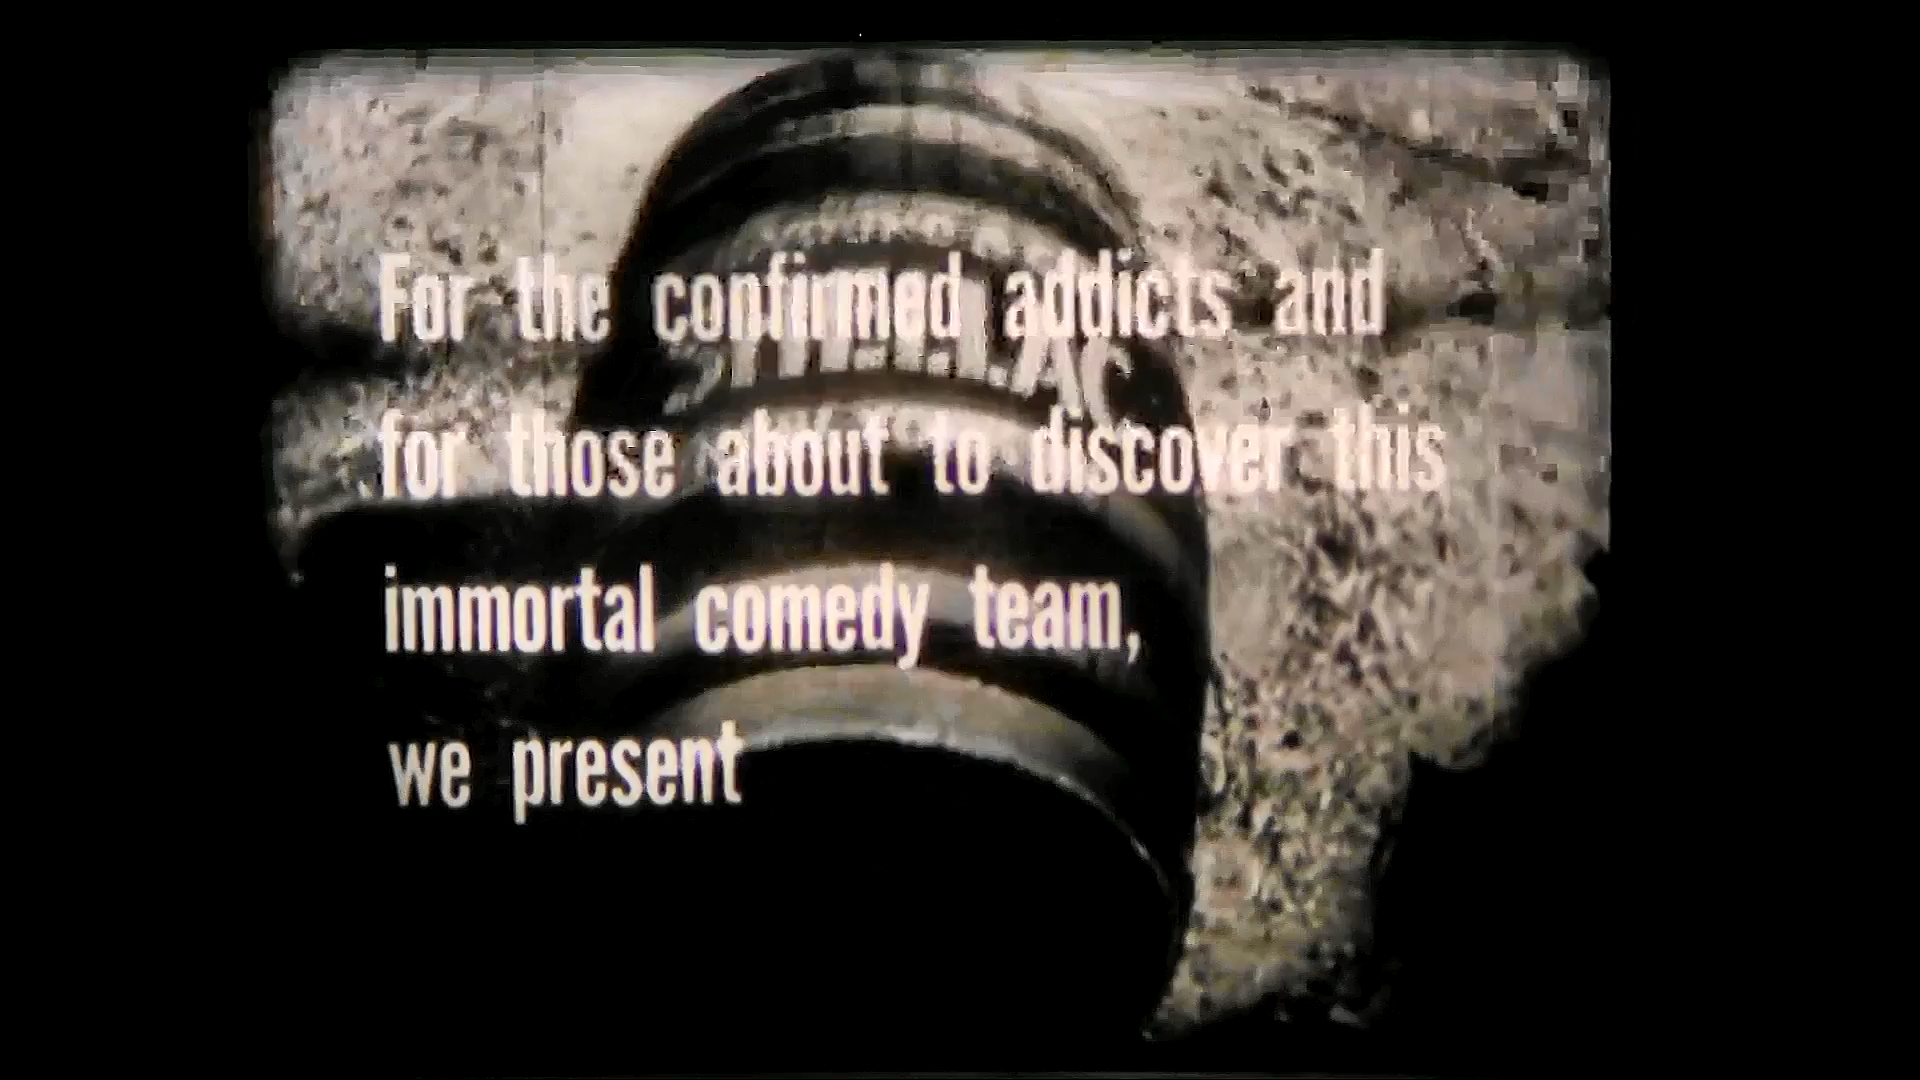 For the confirmed addicts and
for those about to discover this
immortal comedy team,
we present